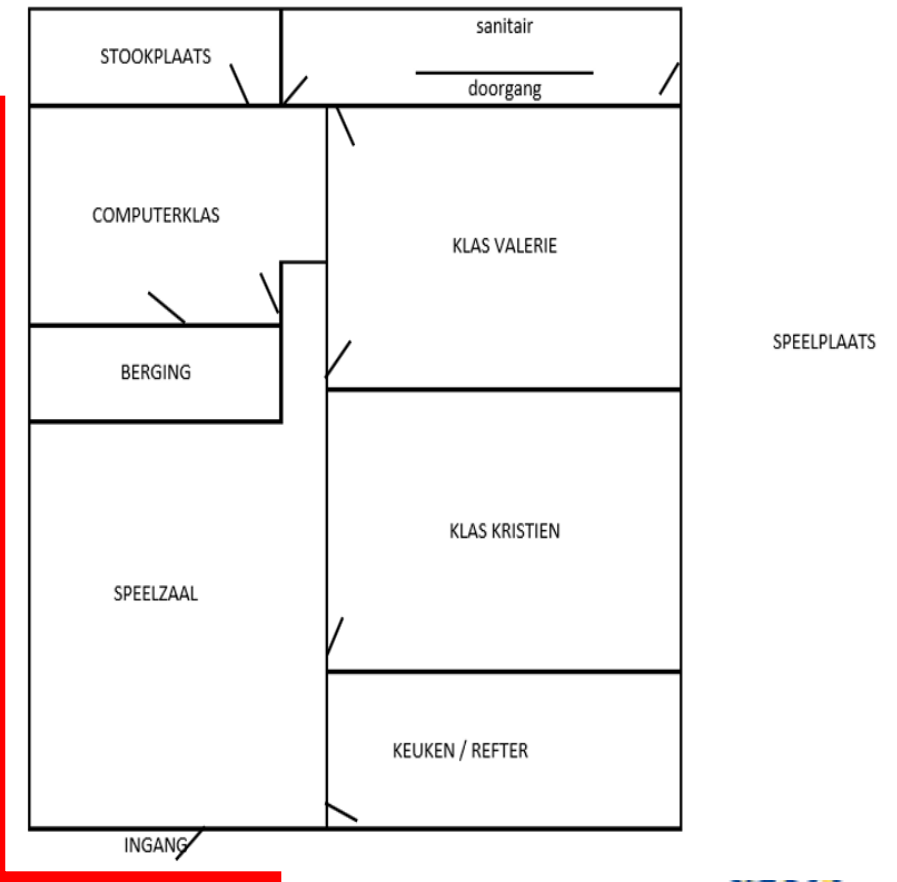 sanitair
STOOKPLAATS
doorgang
COMPUTERKLAS
KLAS VALERIE
SPEELPLAATS
BERGING
KLAS KRISTIEN
SPEELZAAL
KEUKEN / REFTER
INGANG